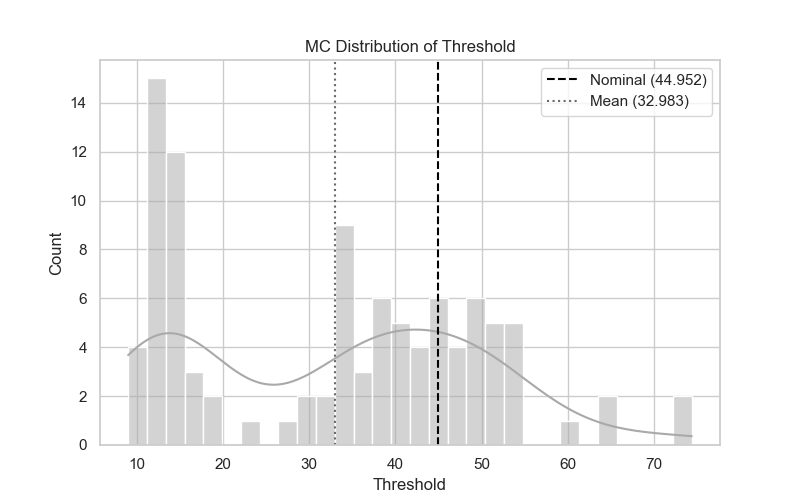 MC Distribution of Threshold
Nominal (44.952)
Mean (32.983)
Count
14
12
10
8
6
4
2
0
10 20 30 40 50 60 70
Threshold